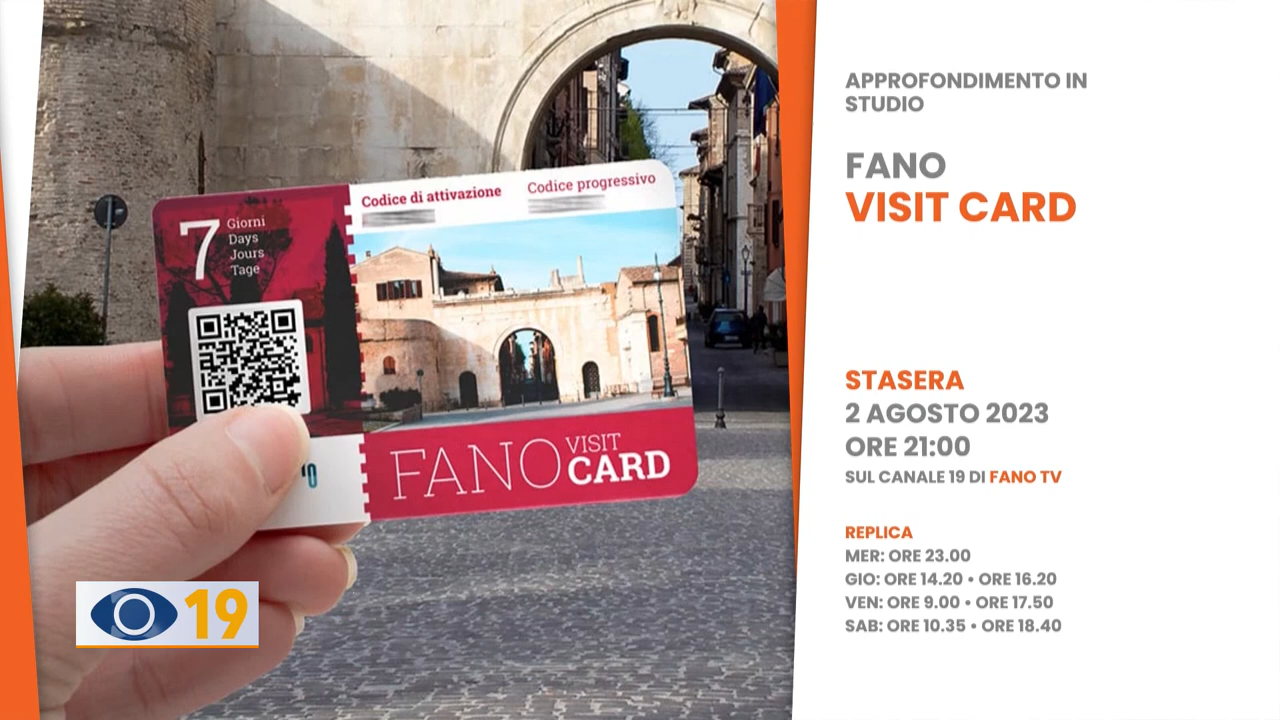 APPROFONDIMENTO IN
STUDIO
FANO
VISIT CARD
STASERA
2 AGOSTO 2023
ORE 21:00
SUL CANALE 19 DI FANO TV
REPLICA
MER: ORE 23.00
GIO: ORE 14.20 • ORE 16.20
VEN: ORE 9.00 • ORE 17.50
SAB: ORE 10.35 • ORE 18.40
7
Giorni
Days
Jours
Tage
Codice di attivazione
Codice progressivo
FANO VISIT
CARD
19